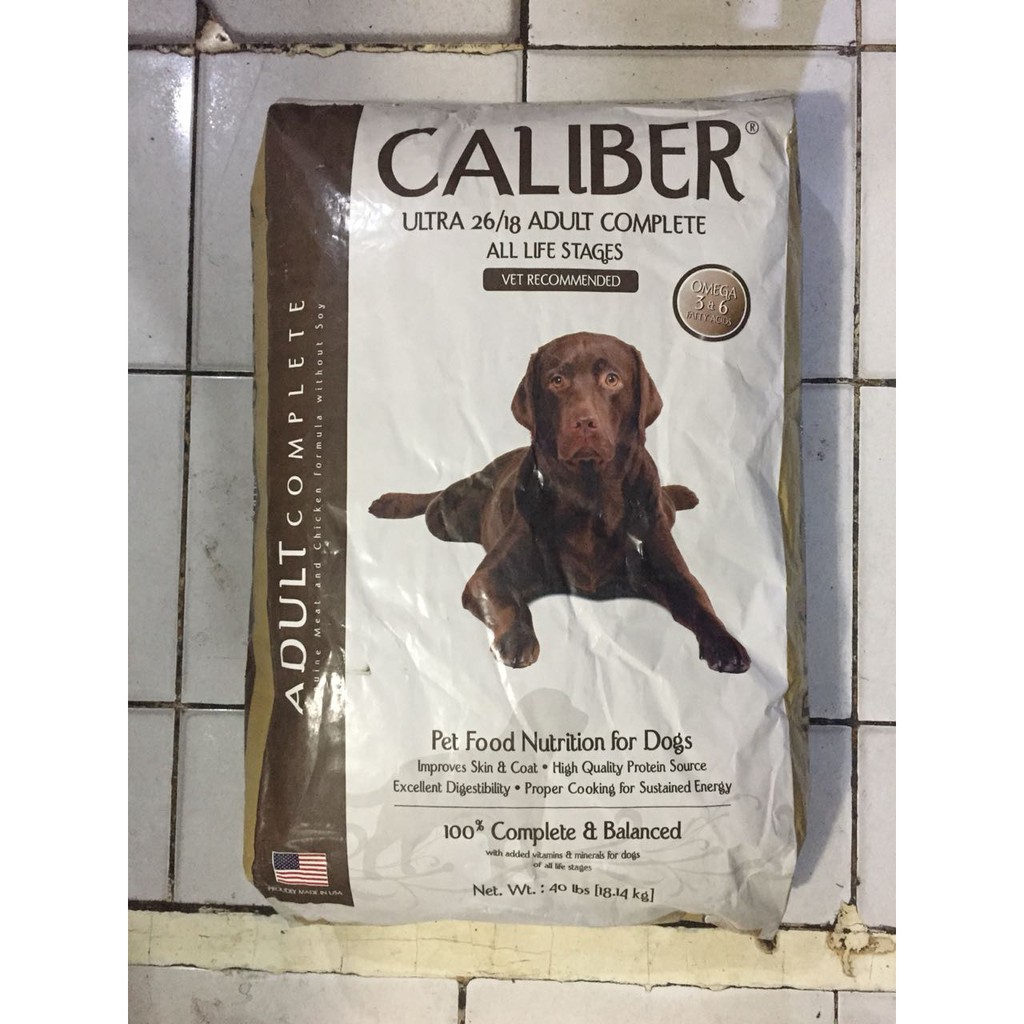 CALIBER®
ULTRA 26/18 ADULT COMPLETE
ALL LIFE STAGES
VET RECOMMENDED
OMEGA
3 & 6
FATTY ACIDS
ADULT COMPLETE
Meat and Chicken formula without Soy
Pet Food Nutrition for Dogs
Improves Skin & Coat • High Quality Protein Source
Excellent Digestibility • Proper Cooking for Sustained Energy
100% Complete & Balanced
with added vitamins & minerals for dogs
of all life stages
Net. Wt. : 40 lbs [18.14 kg]
PROUDLY MADE IN USA